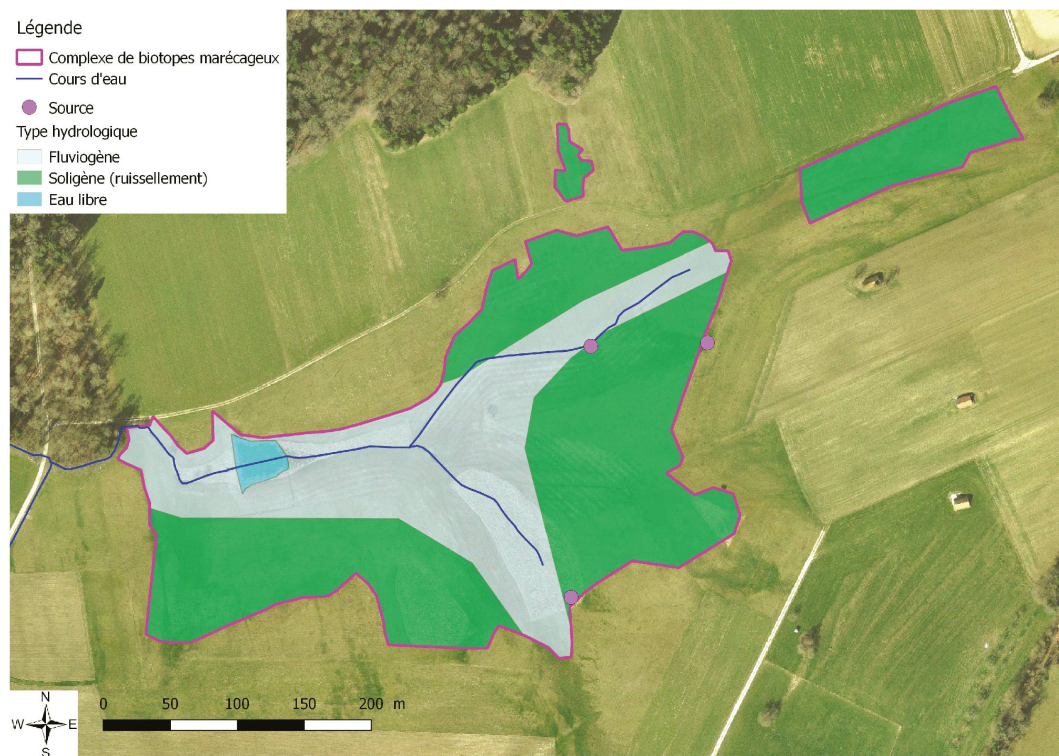 Légende
Complexe de biotopes marécageux
Cours d'eau
Source
Type hydrologique
Fluviogène
Soligène (ruissellement)
Eau libre
N
W E
S
0 50 100 150 200 m